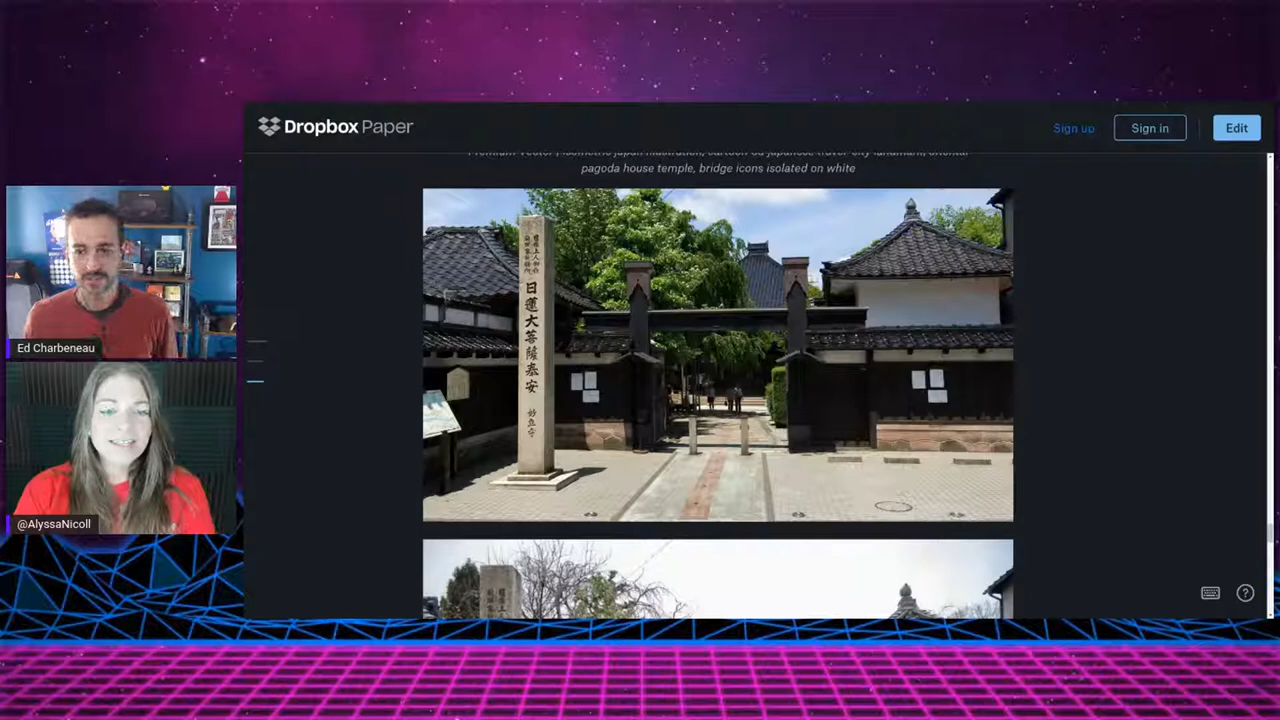 Dropbox Paper
Sign up
Sign in
Edit
pagoda house temple, bridge icons isolated on white
日蓮大菩薩泰安
妙立寺
Ed Charbeneau
@AlyssaNicoll
?